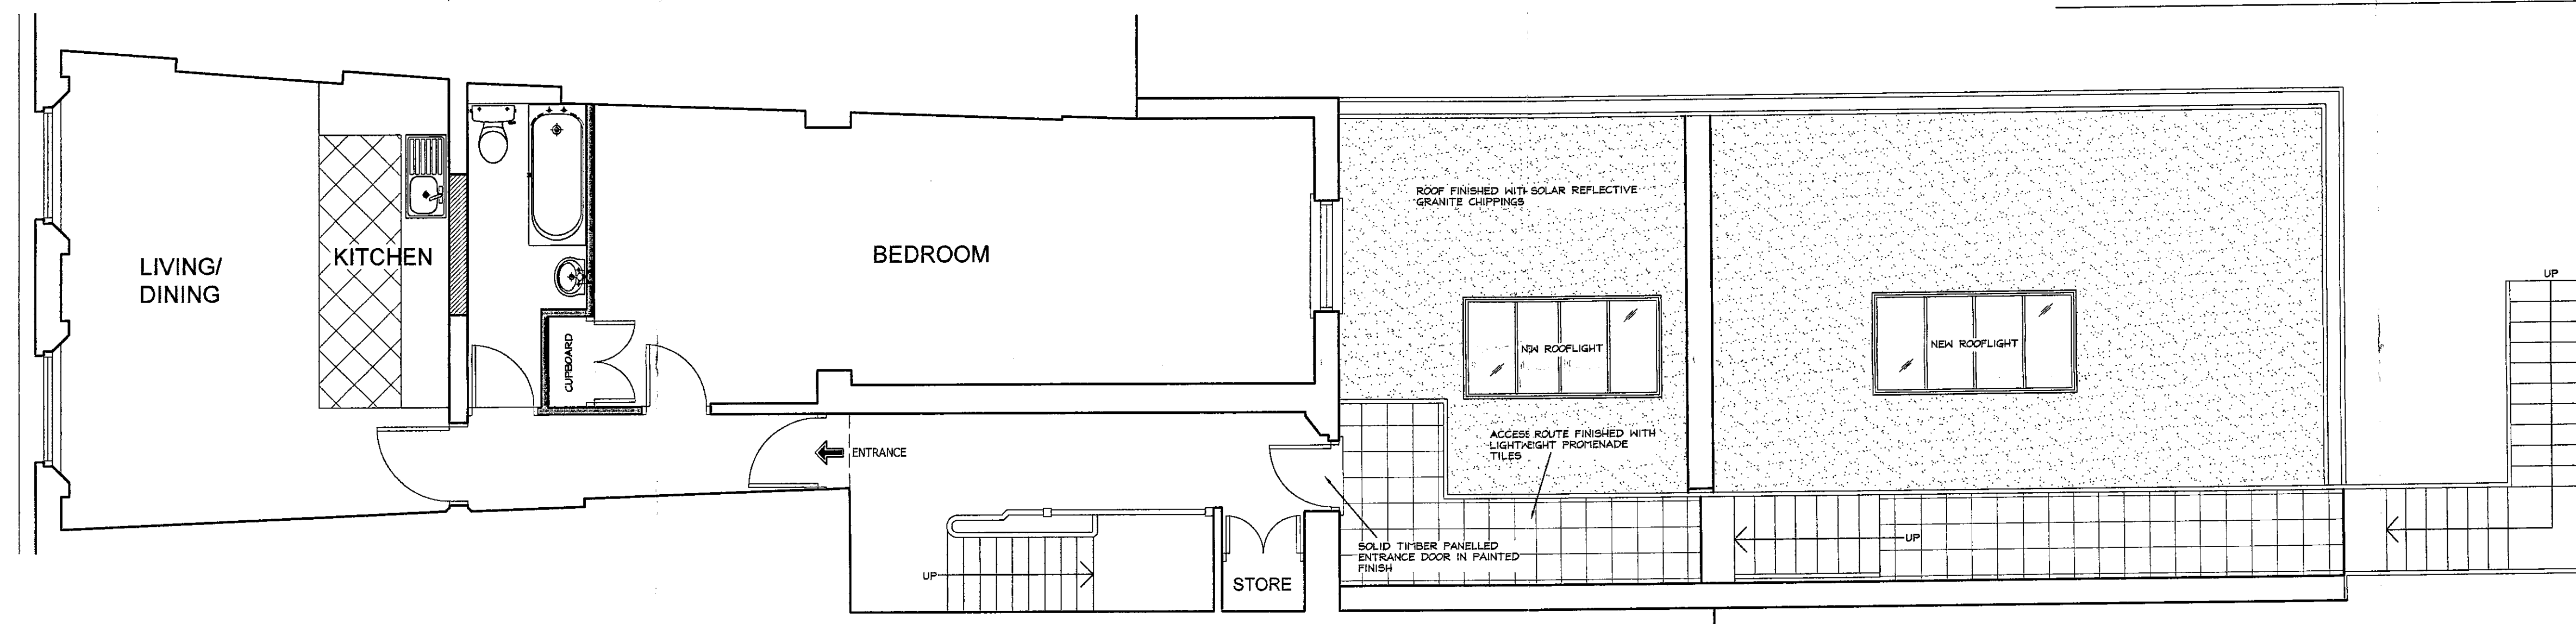 LIVING/
DINING
KITCHEN
CUPBOARD
BEDROOM
ENTRANCE
UP
STORE
ROOF FINISHED WITH SOLAR REFLECTIVE
GRANITE CHIPPINGS
NEW ROOFLIGHT
ACCESS ROUTE FINISHED WITH
LIGHTWEIGHT PROMENADE
TILES
SOLID TIMBER PANELLED
ENTRANCE DOOR IN PAINTED
FINISH
NEW ROOFLIGHT
UP
UP